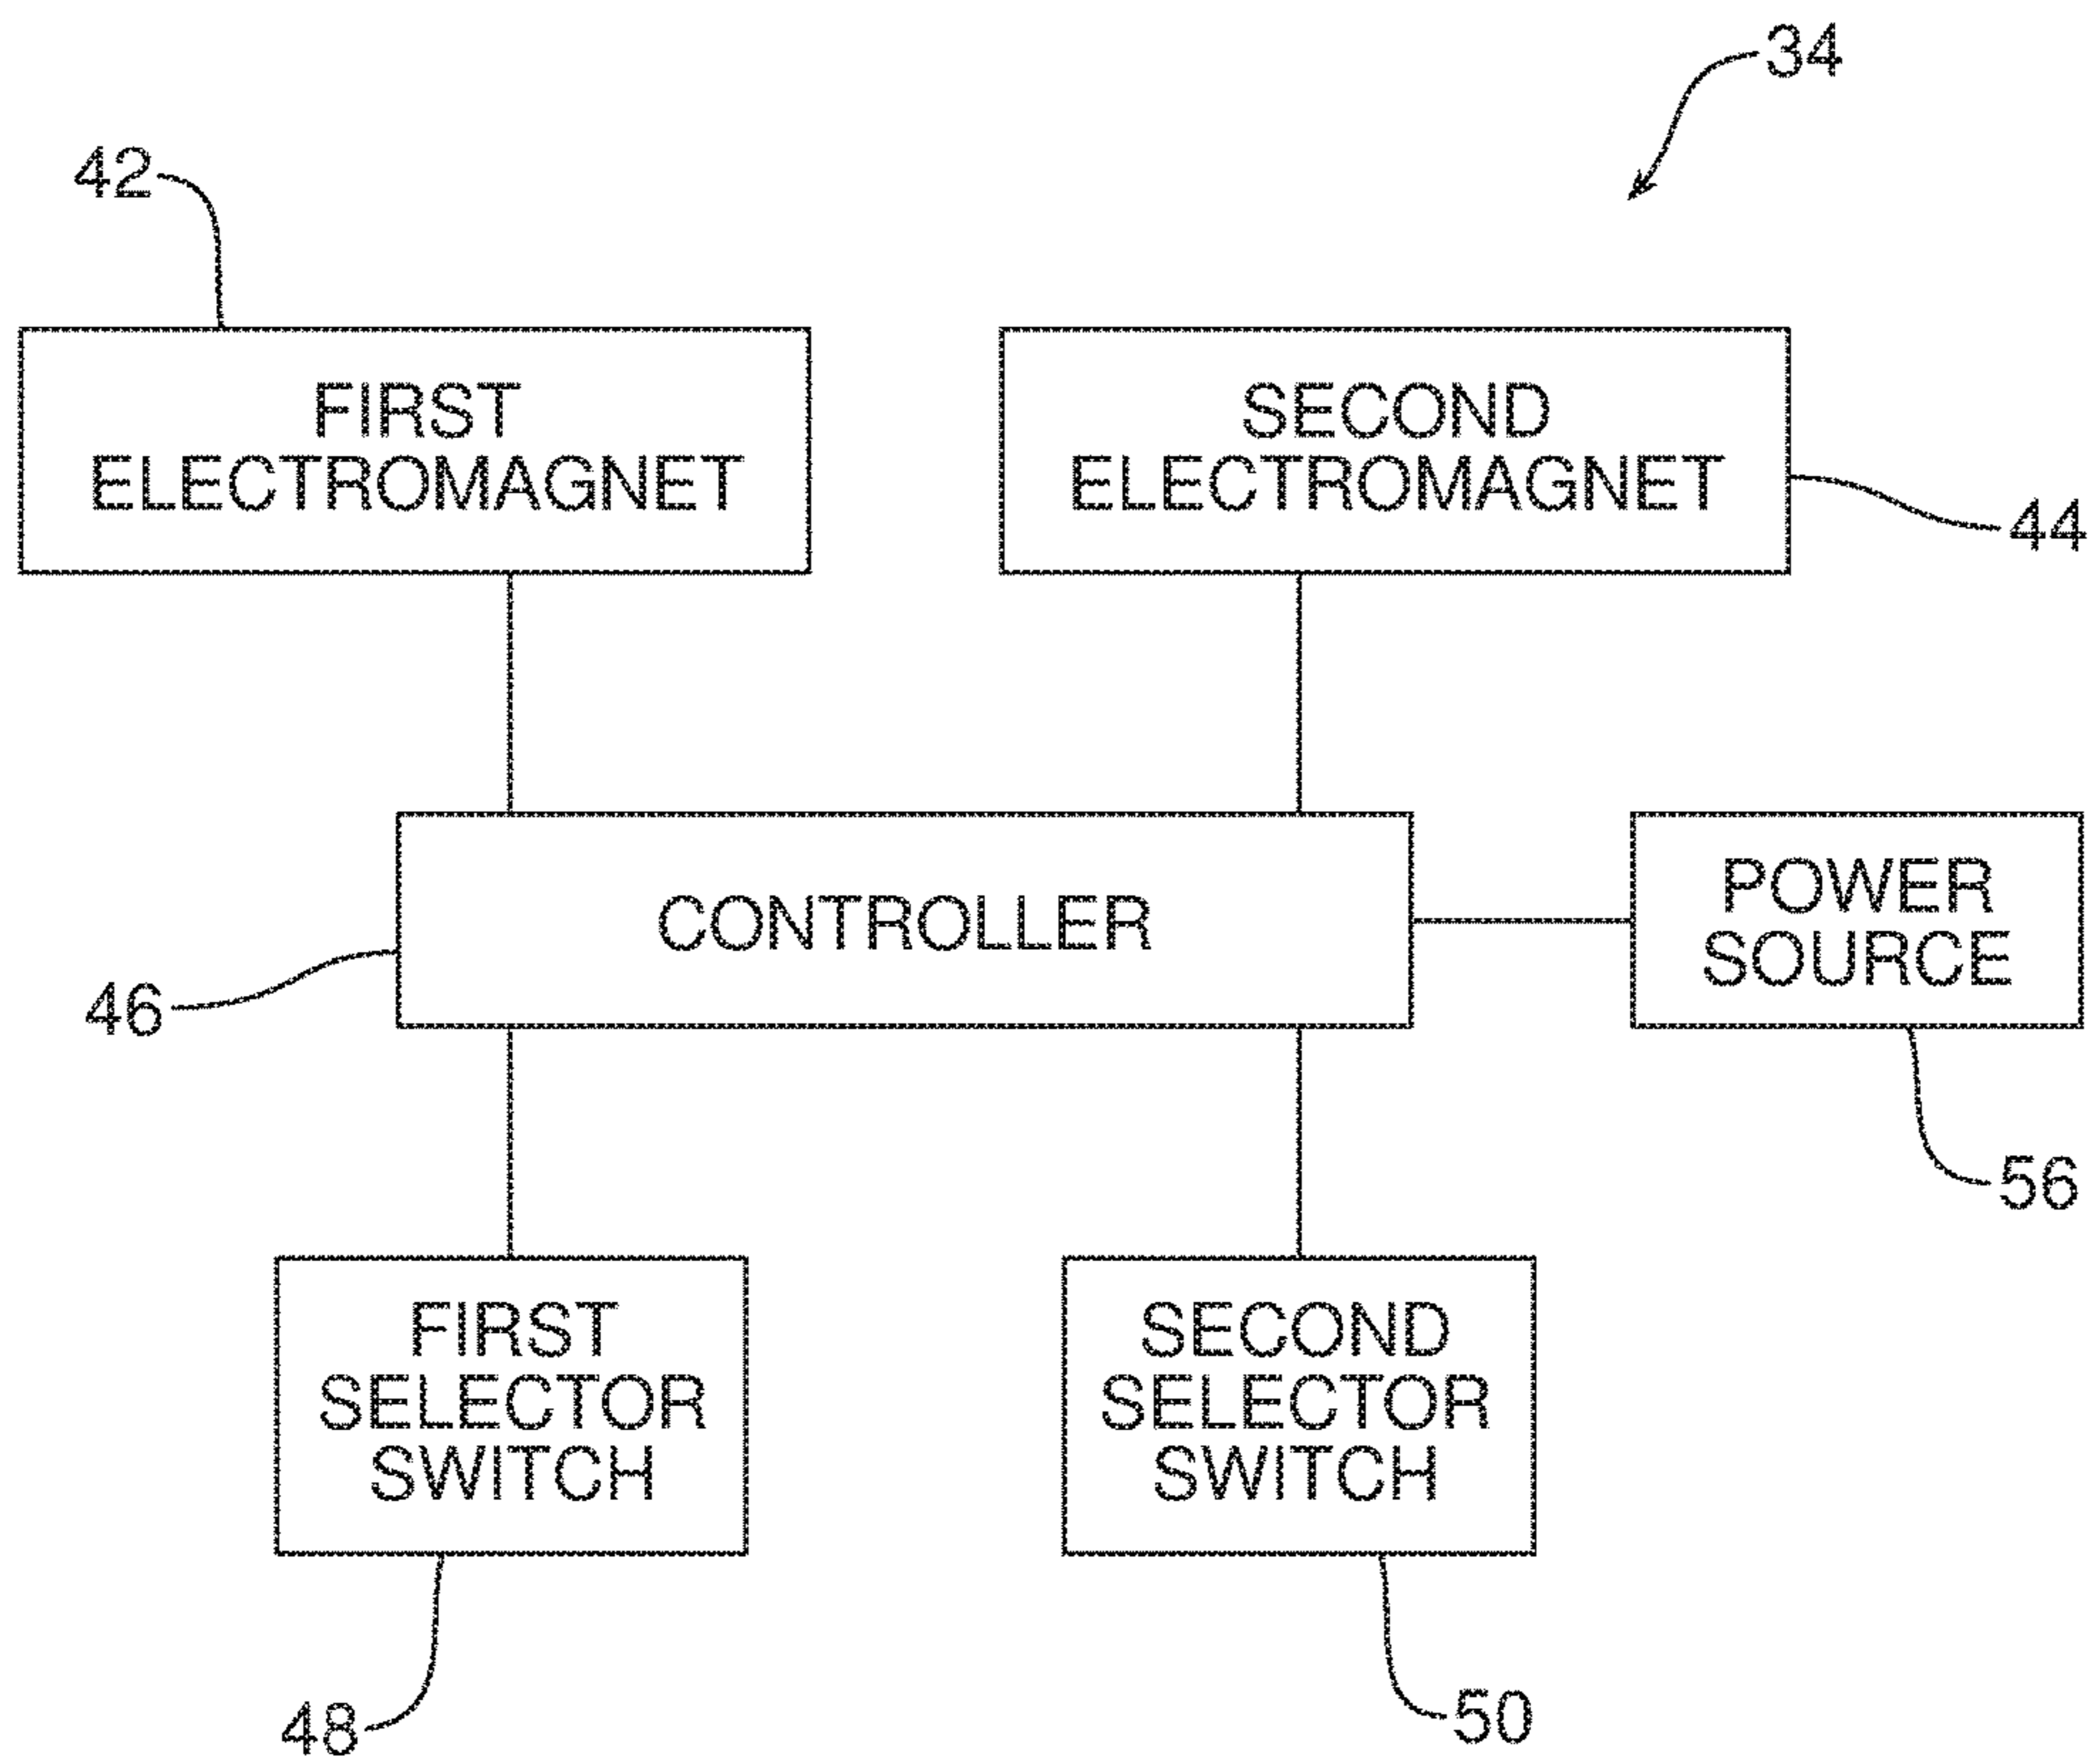 34
42
FIRST
ELECTROMAGNET
SECOND
ELECTROMAGNET
44
CONTROLLER
POWER
SOURCE
46
56
FIRST
SELECTOR
SWITCH
SECOND
SELECTOR
SWITCH
48
50